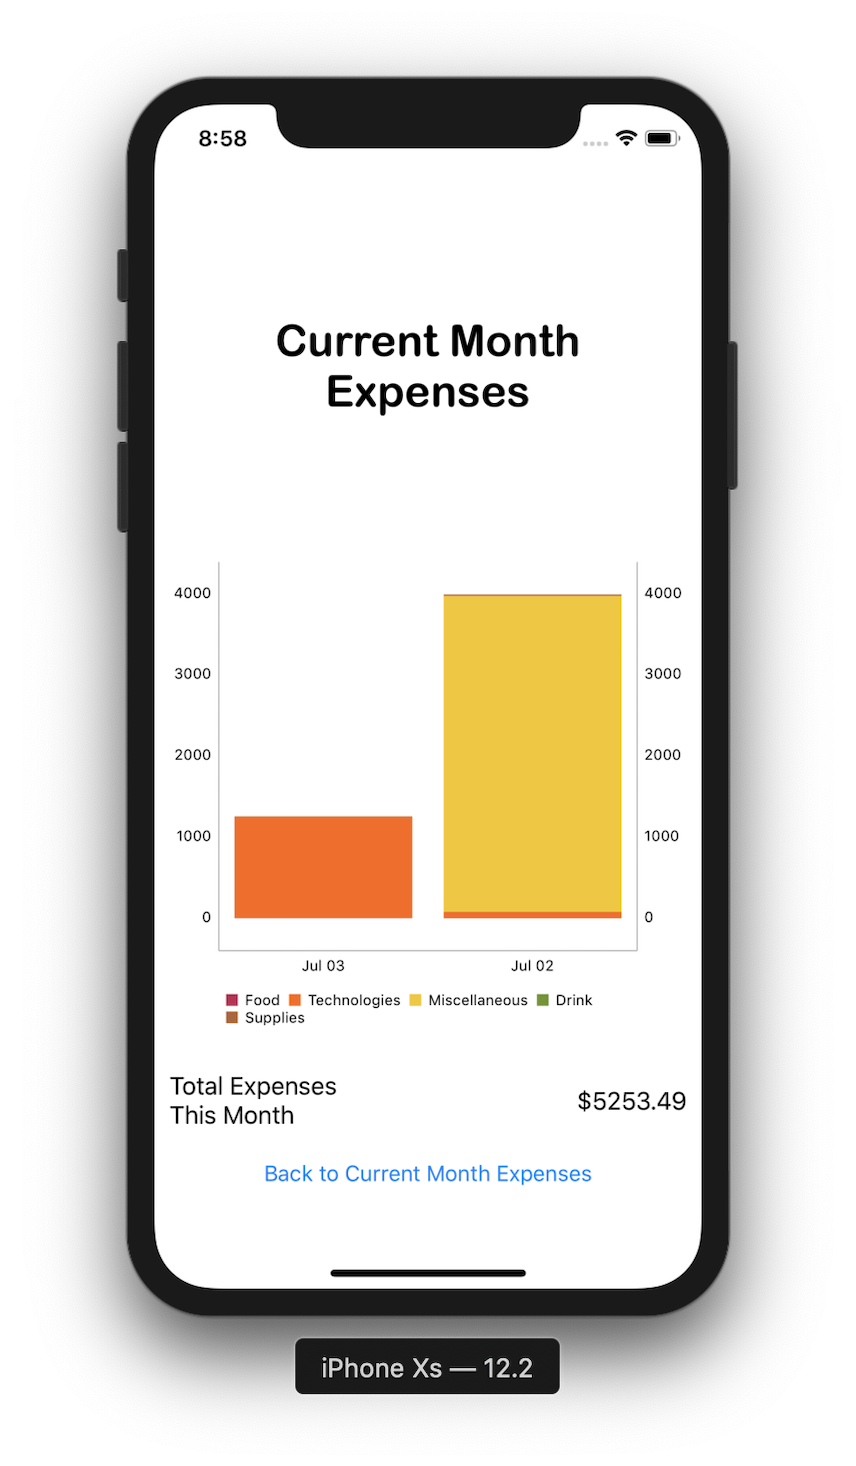 8:58
Current Month
Expenses
4000 4000
3000 3000
2000 2000
1000 1000
0 0
Jul 03 Jul 02
Food Technologies Miscellaneous Drink
Supplies
Total Expenses
This Month
$5253.49
Back to Current Month Expenses
iPhone Xs — 12.2